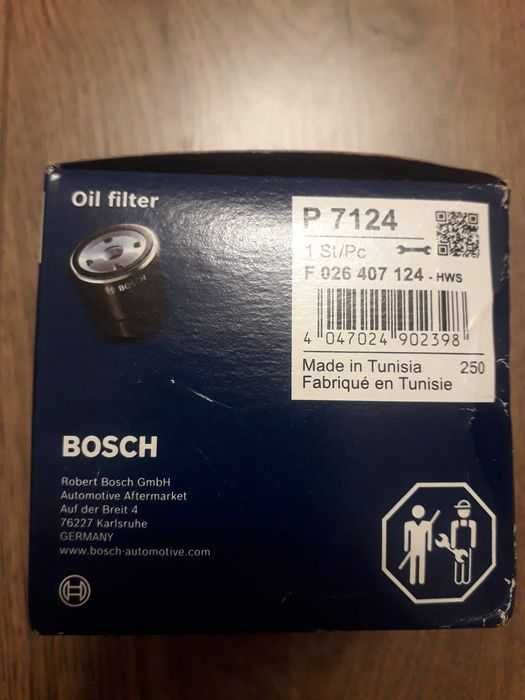 Oil filter
BOSCH
P 7124
1 St/Pc
F 026 407 124 - HWS
4 047024 902398
Made in Tunisia 250
Fabriqué en Tunisie
BOSCH
Robert Bosch GmbH
Automotive Aftermarket
Auf der Breit 4
76227 Karlsruhe
GERMANY
www.bosch-automotive.com